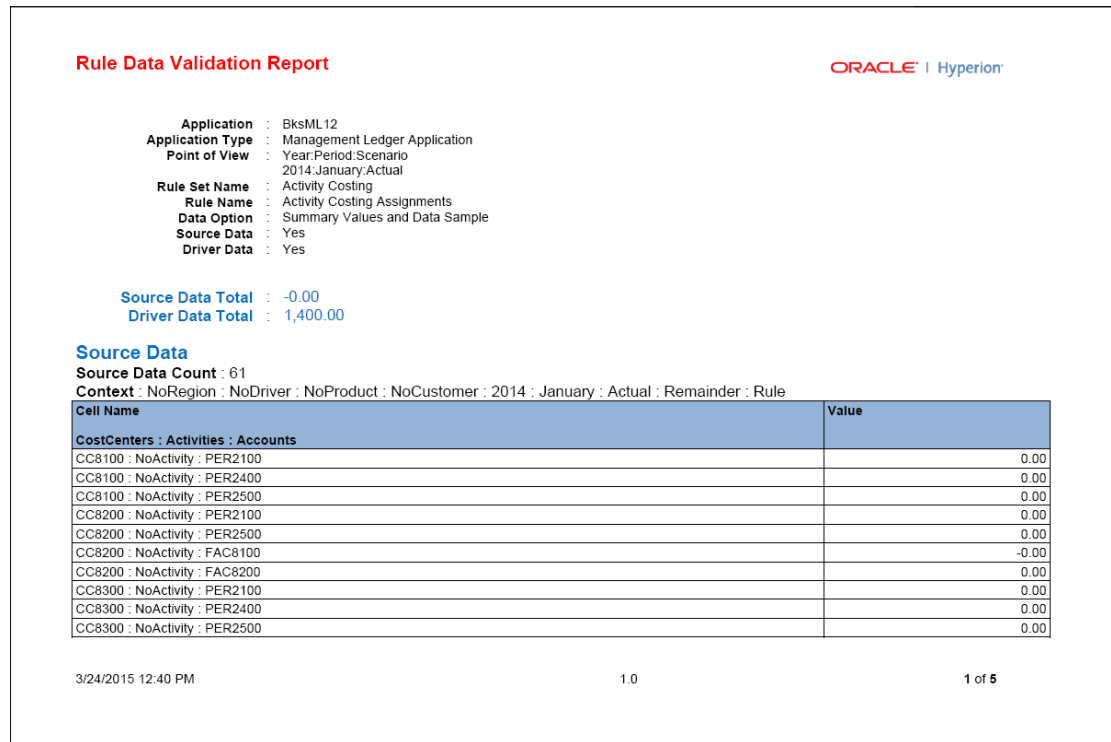 Rule Data Validation Report
ORACLE | Hyperion
Application : BksML12
Application Type : Management Ledger Application
Point of View : Year:Period:Scenario
2014:January:Actual
Rule Set Name : Activity Costing
Rule Name : Activity Costing Assignments
Data Option : Summary Values and Data Sample
Source Data : Yes
Driver Data : Yes
Source Data Total : -0.00
Driver Data Total : 1,400.00
Source Data
Source Data Count : 61
Context : NoRegion : NoDriver : NoProduct : NoCustomer : 2014 : January : Actual : Remainder : Rule
Cell Name Value
CostCenters : Activities : Accounts
CC8100 : NoActivity : PER2100 0.00
CC8100 : NoActivity : PER2400 0.00
CC8100 : NoActivity : PER2500 0.00
CC8200 : NoActivity : PER2100 0.00
CC8200 : NoActivity : PER2500 0.00
CC8200 : NoActivity : FAC8100 -0.00
CC8200 : NoActivity : FAC8200 0.00
CC8300 : NoActivity : PER2100 0.00
CC8300 : NoActivity : PER2400 0.00
CC8300 : NoActivity : PER2500 0.00
3/24/2015 12:40 PM 1.0 1 of 5